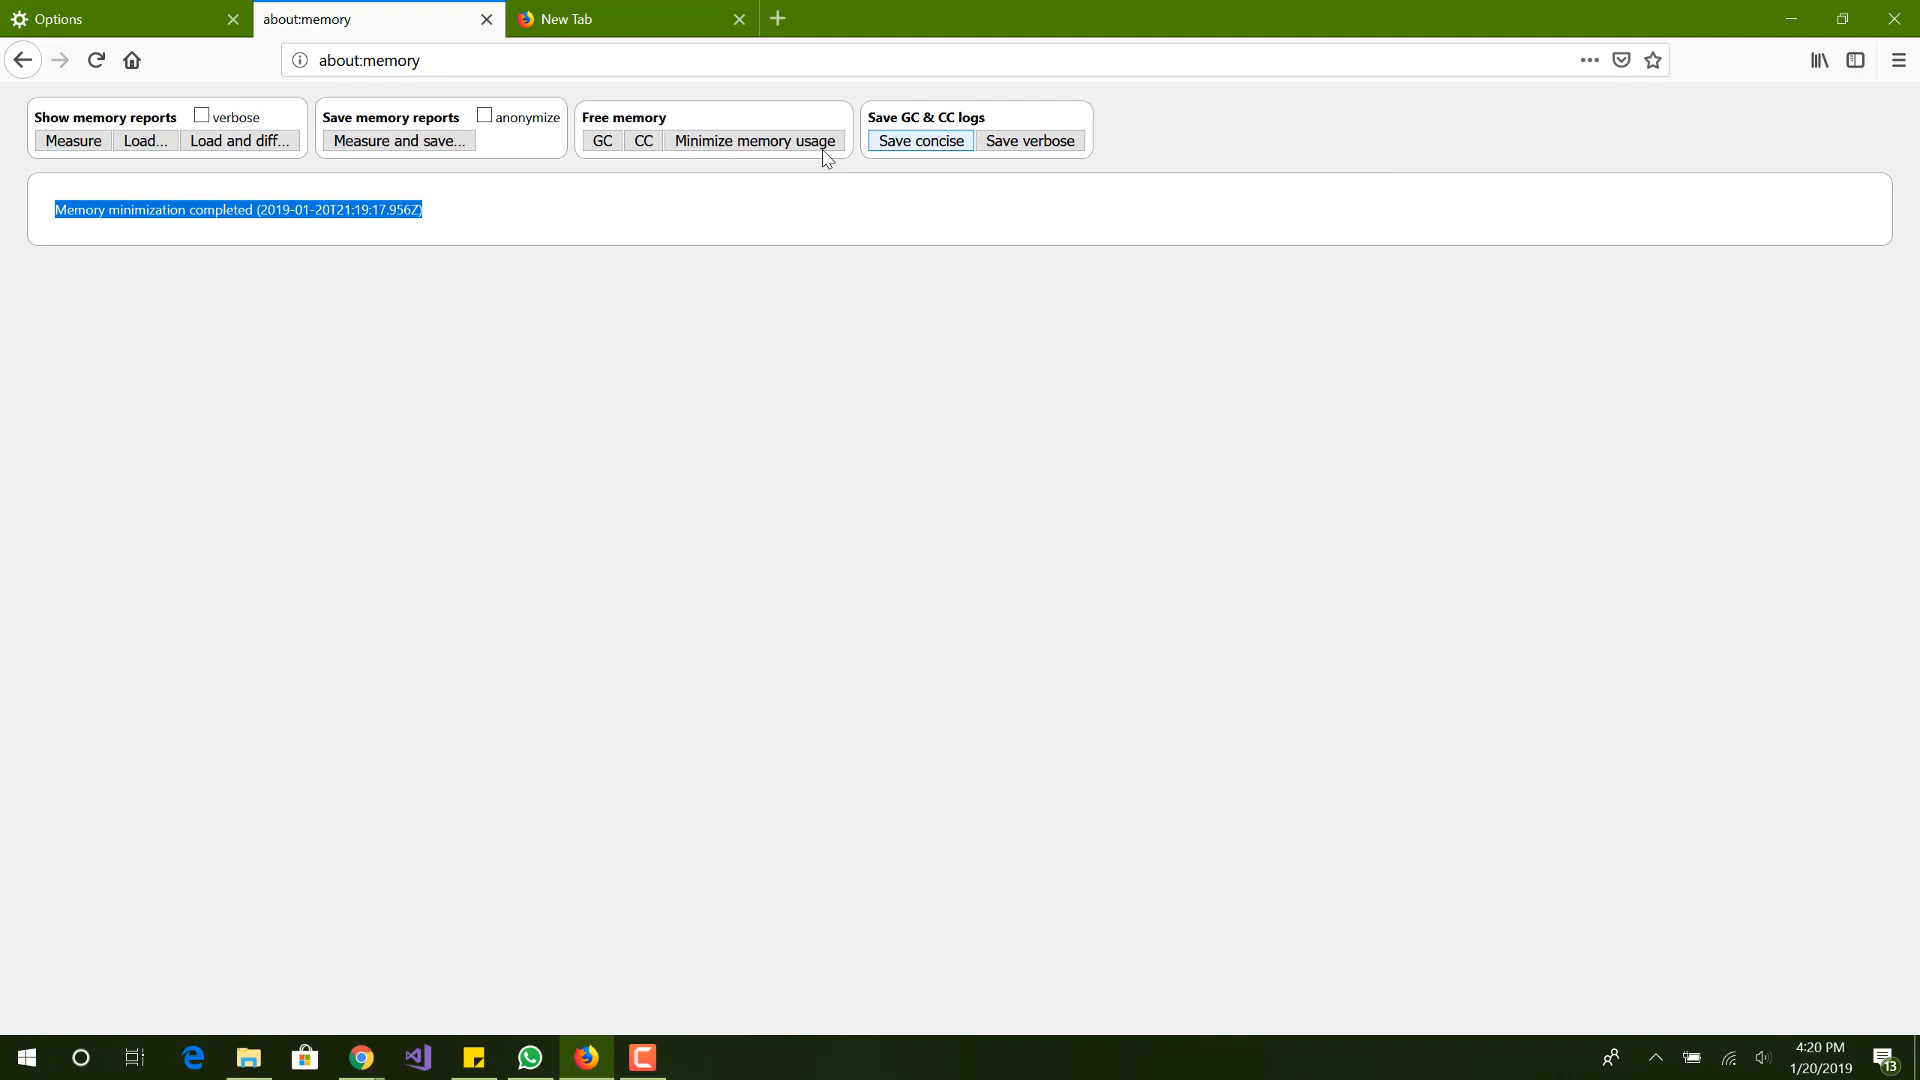 Options
about:memory
New Tab
about:memory
Show memory reports verbose
Measure Load... Load and diff...
Save memory reports anonymize
Measure and save...
Free memory
GC CC Minimize memory usage
Save GC & CC logs
Save concise Save verbose
Memory minimization completed (2019-01-20T21:19:17.956Z)
4:20 PM
1/20/2019
13